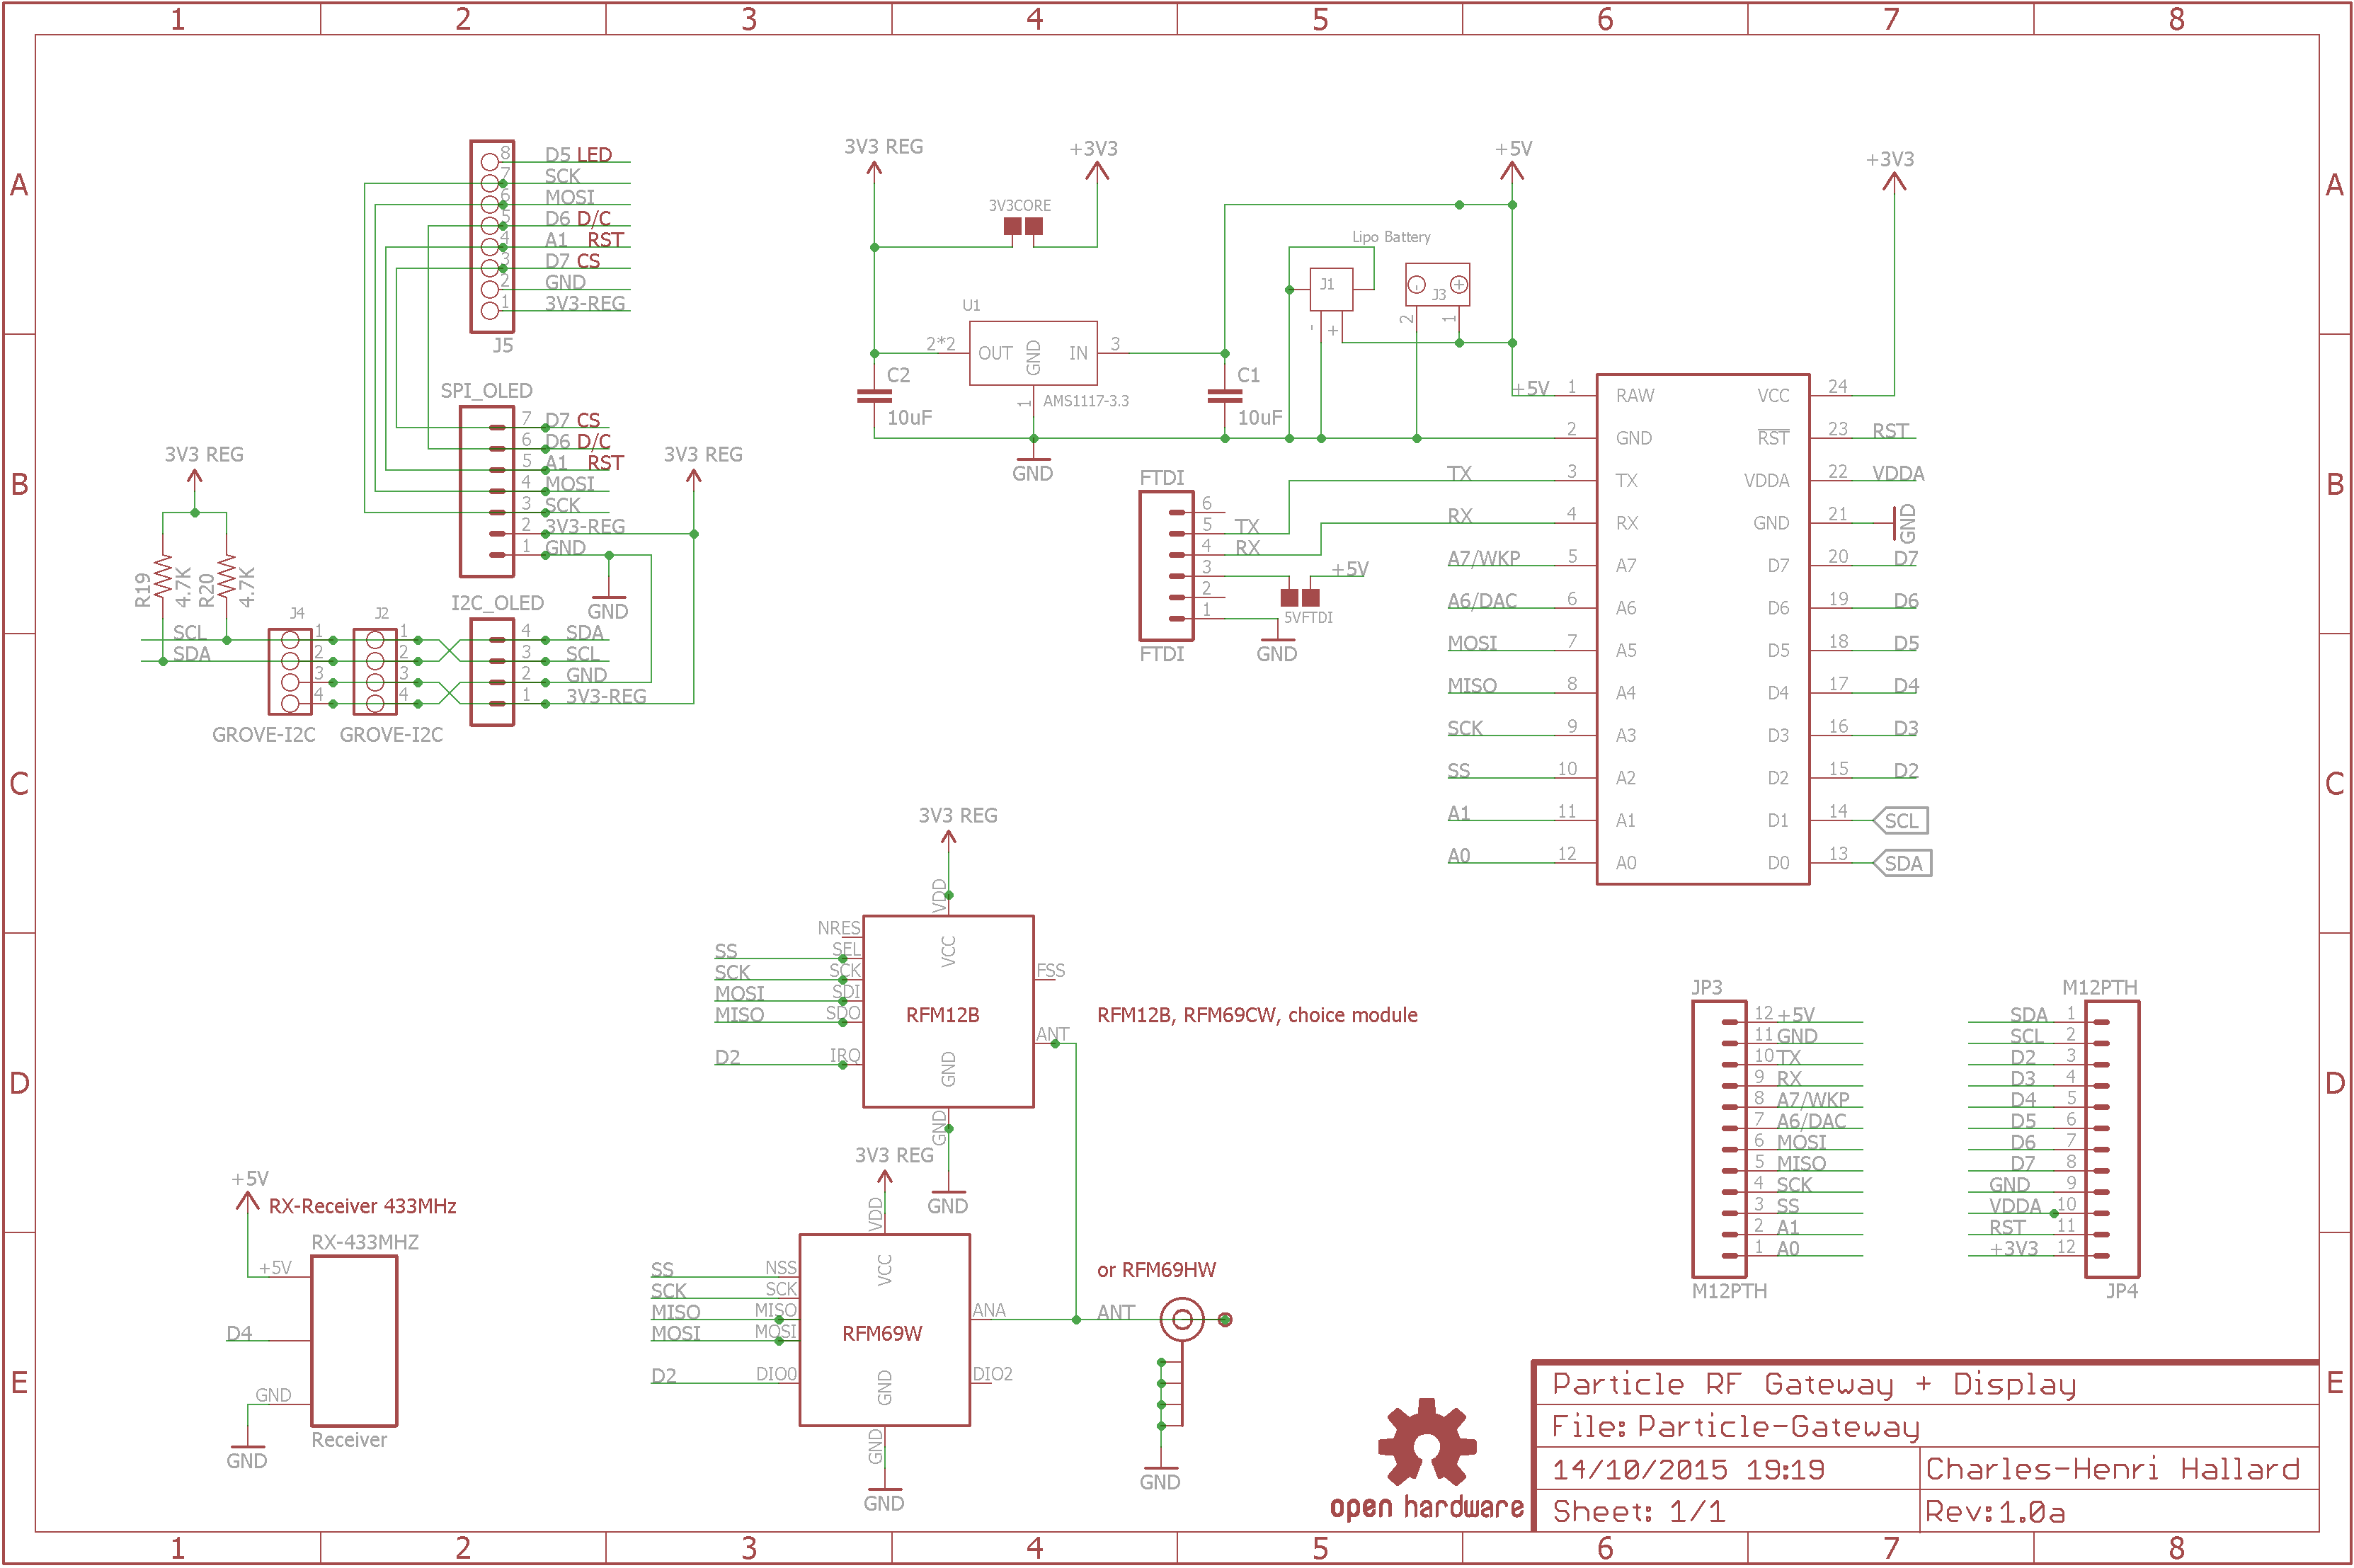 1 2 3 4 5 6 7 8
A A
B B
C C
D D
E E
8 D5 LED
7 SCK
6 MOSI
5 D6 D/C
4 A1 RST
3 D7 CS
2 GND
1 3V3-REG
J5
SPI_OLED
7 D7 CS
6 D6 D/C
5 A1 RST
4 MOSI
3 SCK
2 3V3-REG
1 GND
3V3 REG
GND
3V3 REG
R19 4.7K R20 4.7K
SCL
SDA
J4
1
2
3
4
GROVE-I2C
J2
1
2
3
4
GROVE-I2C
I2C_OLED
4 SDA
3 SCL
2 GND
1 3V3-REG
3V3 REG
+3V3
3V3CORE
U1
2*2 OUT GND IN 3
1 AMS1117-3.3
C2
10uF
C1
10uF
GND
+5V
Lipo Battery
J1
- +
- + J3
2 1
FTDI
6
5 TX
4 RX
3 +5V
2
1
5VFTDI
FTDI
GND
+3V3
+5V 1 RAW VCC 24
2 GND RST 23 RST
TX 3 TX VDDA 22 VDDA
RX 4 RX GND 21 GND
A7/WKP 5 A7 D7 20 D7
A6/DAC 6 A6 D6 19 D6
MOSI 7 A5 D5 18 D5
MISO 8 A4 D4 17 D4
SCK 9 A3 D3 16 D3
SS 10 A2 D2 15 D2
A1 11 A1 D1 14 SCL
A0 12 A0 D0 13 SDA
3V3 REG
VDD
NRES VCC
SS SEL
SCK SCK FSS
MOSI SDI
MISO SDO RFM12B
ANT
D2 IRQ GND
GND
GND
RFM12B, RFM69CW, choice module
3V3 REG
VDD
SS NSS VCC
SCK SCK
MISO MISO ANA
MOSI MOSI RFM69W
D2 DIO0 GND DIO2
GND
GND
or RFM69HW
ANT
GND
+5V
RX-Receiver 433MHz
RX-433MHZ
+5V
D4
GND
Receiver
GND
JP3
12 +5V
11 GND
10 TX
9 RX
8 A7/WKP
7 A6/DAC
6 MOSI
5 MISO
4 SCK
3 SS
2 A1
1 A0
M12PTH
M12PTH
SDA 1
SCL 2
D2 3
D3 4
D4 5
D5 6
D6 7
D7 8
GND 9
VDDA 10
RST 11
+3V3 12
JP4
open hardware
Particle RF Gateway + Display
File: Particle-Gateway
14/10/2015 19:19 Charles-Henri Hallard
Sheet: 1/1 Rev:1.0a
1 2 3 4 5 6 7 8